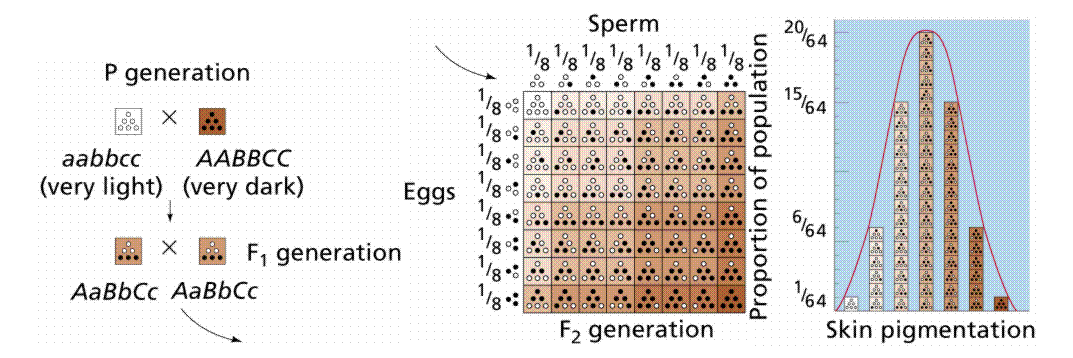 P generation
×
aabbcc
(very light)
AABBCC
(very dark)
×
F₁ generation
AaBbCc
AaBbCc
Sperm
1/8 1/8 1/8 1/8 1/8 1/8 1/8 1/8
Eggs
1/8
1/8
1/8
1/8
1/8
1/8
1/8
1/8
F₂ generation
Proportion of population
20/64
15/64
6/64
1/64
Skin pigmentation